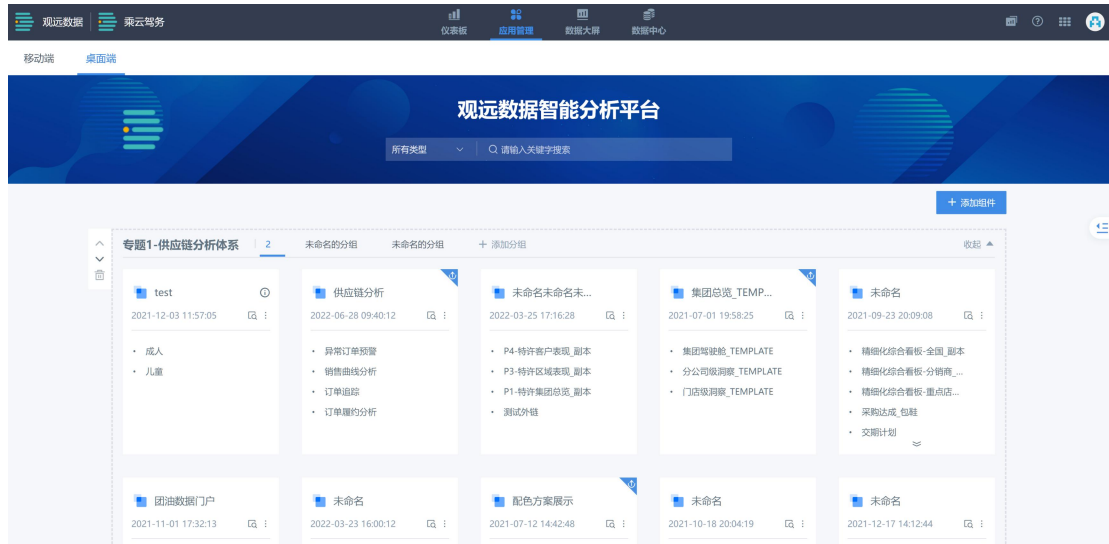 观远数据 乘云驾务 仪表板 应用管理 数据大屏 数据中心
移动端 桌面端
观远数据智能分析平台
所有类型 请输入关键字搜索
+ 添加组件
专题1-供应链分析体系 2 未命名的分组 未命名的分组 + 添加分组 收起
test
2021-12-03 11:57:05
· 成人
· 儿童
供应链分析
2022-06-28 09:40:12
· 异常订单预警
· 销售曲线分析
· 订单追踪
· 订单履约分析
未命名未命名未...
2022-03-25 17:16:28
· P4-特许客户表现_副本
· P3-特许区域表现_副本
· P1-特许集团总览_副本
· 测试外链
集团总览_TEMP...
2021-07-01 19:58:25
· 集团驾驶舱_TEMPLATE
· 分公司级洞察_TEMPLATE
· 门店级洞察_TEMPLATE
未命名
2021-09-23 20:09:08
· 精细化综合看板-全国_副本
· 精细化综合看板-分销商_...
· 精细化综合看板-重点店...
· 采购达成_包鞋
· 交期计划
团油数据门户
2021-11-01 17:32:13
未命名
2022-03-23 16:00:12
配色方案展示
2021-07-12 14:42:48
未命名
2021-10-18 20:04:19
未命名
2021-12-17 14:12:44